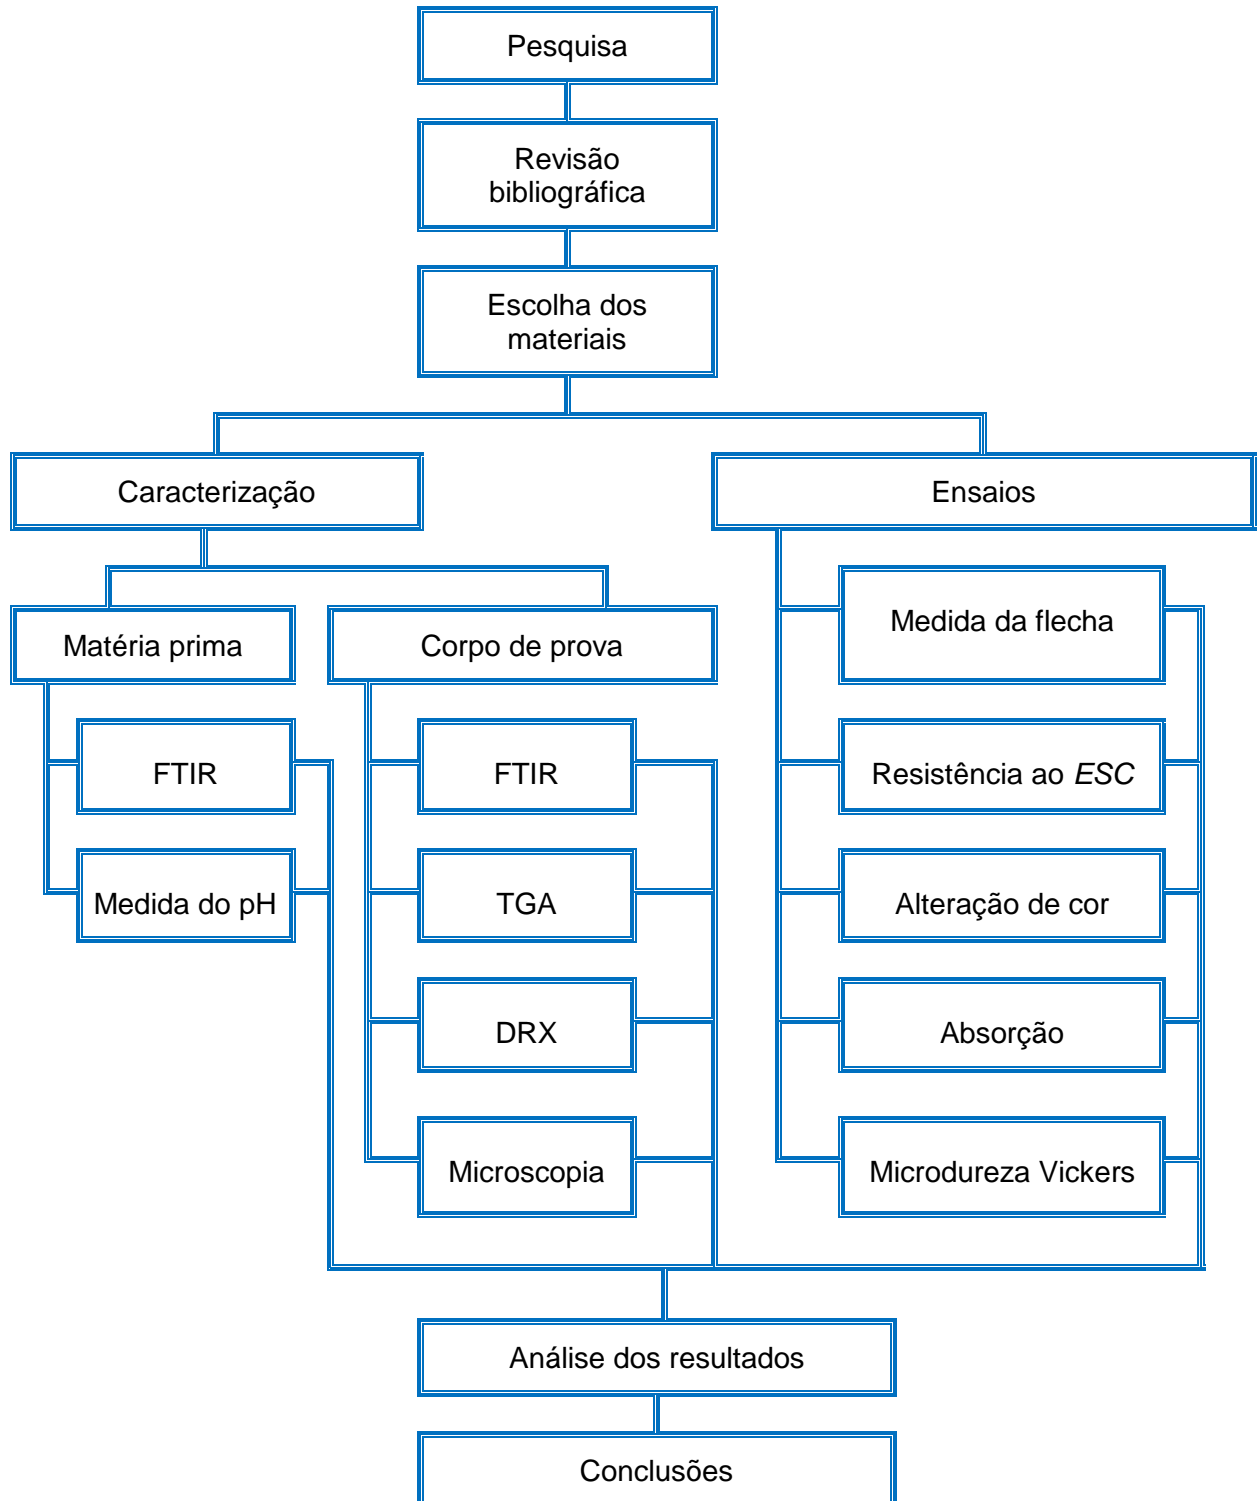 Pesquisa
Revisão
bibliográfica
Escolha dos
materiais
Caracterização
Ensaios
Matéria prima
Corpo de prova
Medida da flecha
FTIR
FTIR
Resistência ao ESC
Medida do pH
TGA
Alteração de cor
DRX
Absorção
Microscopia
Microdureza Vickers
Análise dos resultados
Conclusões